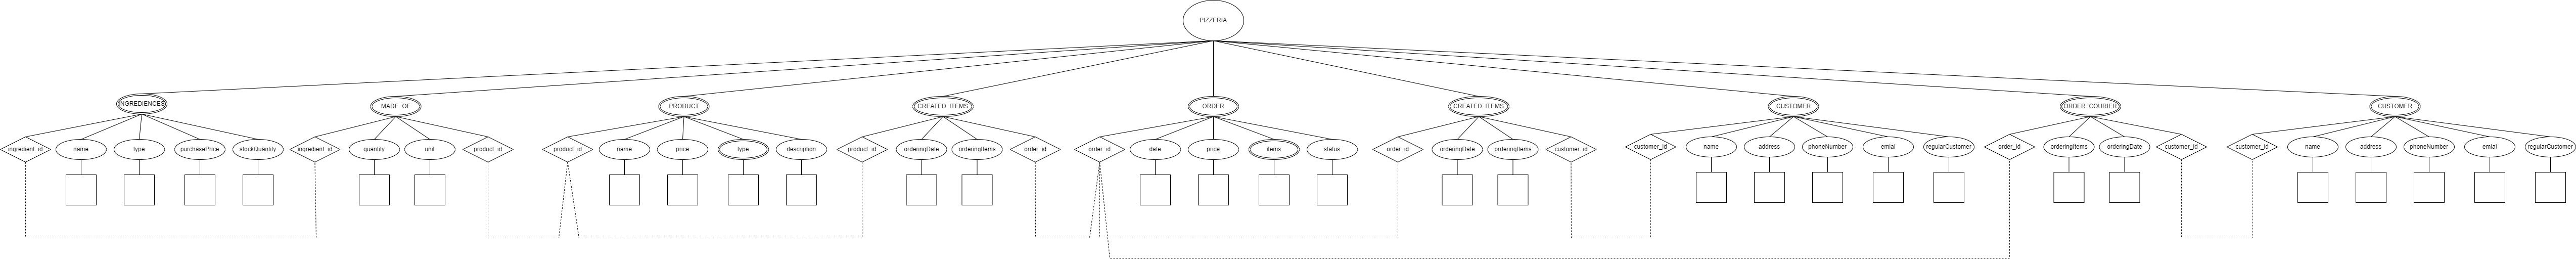 PIZZERIA
INGREDIENCES
MADE_OF
PRODUCT
CREATED_ITEMS
ORDER
CREATED_ITEMS
CUSTOMER
ORDER_COURIER
CUSTOMER
ingredient_id
name
type
purchasePrice
stockQuantity
ingredient_id
quantity
unit
product_id
product_id
name
price
type
description
product_id
orderingDate
orderingItems
order_id
order_id
date
price
items
status
order_id
orderingDate
orderingItems
customer_id
customer_id
name
address
phoneNumber
emial
regularCustomer
order_id
orderingItems
orderingDate
customer_id
customer_id
name
address
phoneNumber
emial
regularCustomer